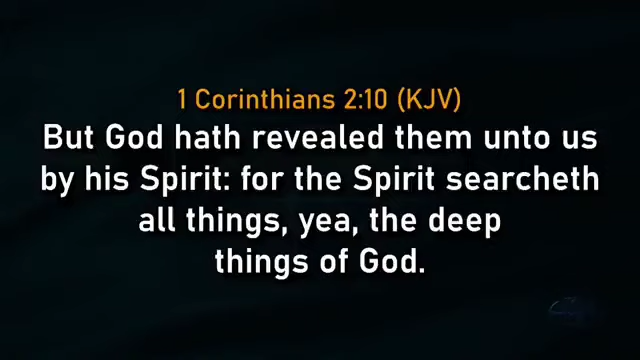 1 Corinthians 2:10 (KJV)
But God hath revealed them unto us
by his Spirit: for the Spirit searcheth
all things, yea, the deep
things of God.